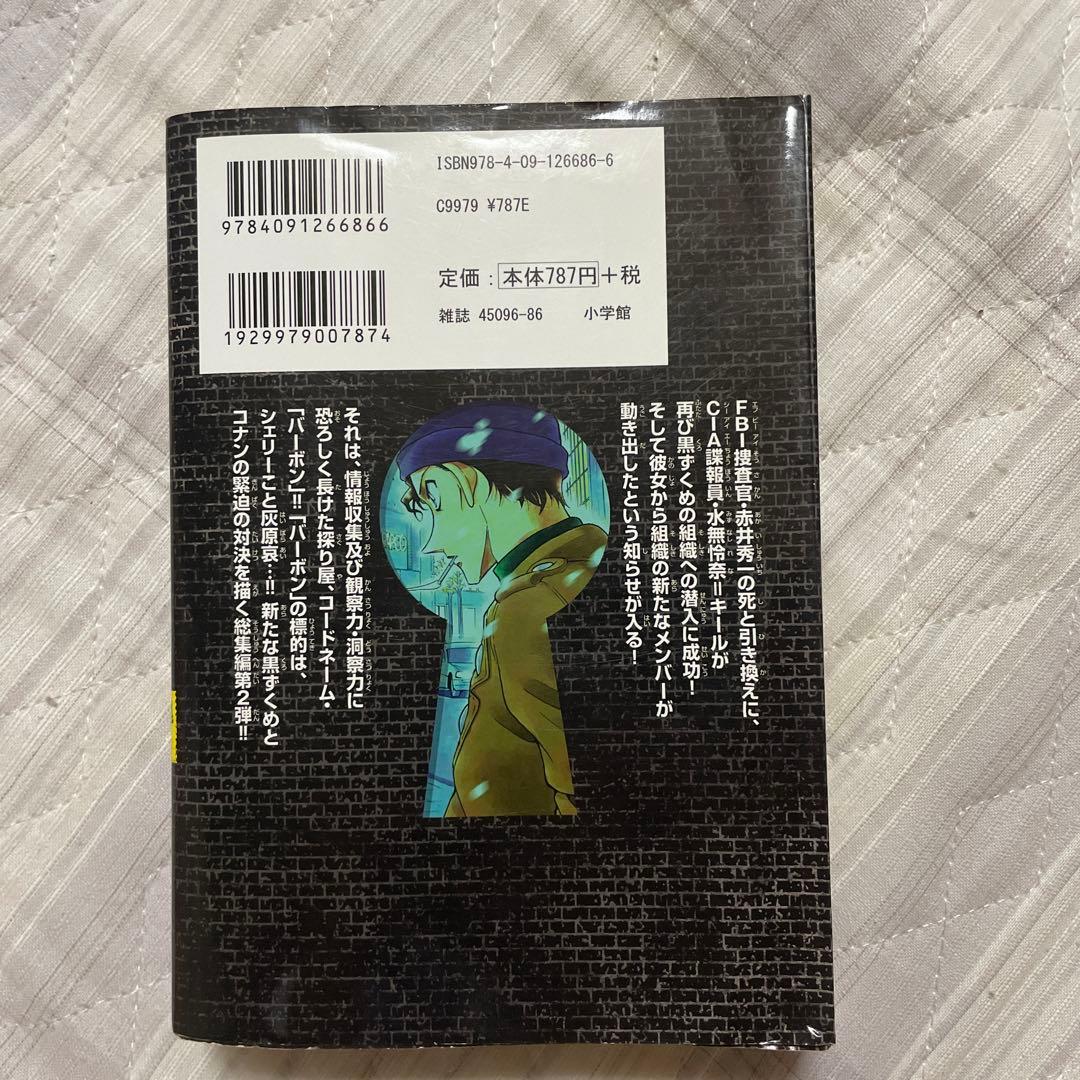 ISBN978-4-09-126686-6
C9979 ¥787E
9784091266866
定価:本体787円+税
雑誌 45096-86 小学館
1929979007874
FBI捜査官・赤井秀一の死と引き換えに、
CIA諜報員・水無怜奈=キールが
再び黒ずくめの組織への潜入に成功!
そして彼女から組織の新たなメンバーが
動き出したという知らせが入る!
それは、情報収集及び観察力・洞察力に
恐ろしく長けた探り屋、コードネーム・
「バーボン」!!「バーボン」の標的は、
シェリーこと灰原哀…!! 新たな黒ずくめと
コナンの緊迫の対決を描く総集編第2弾!!